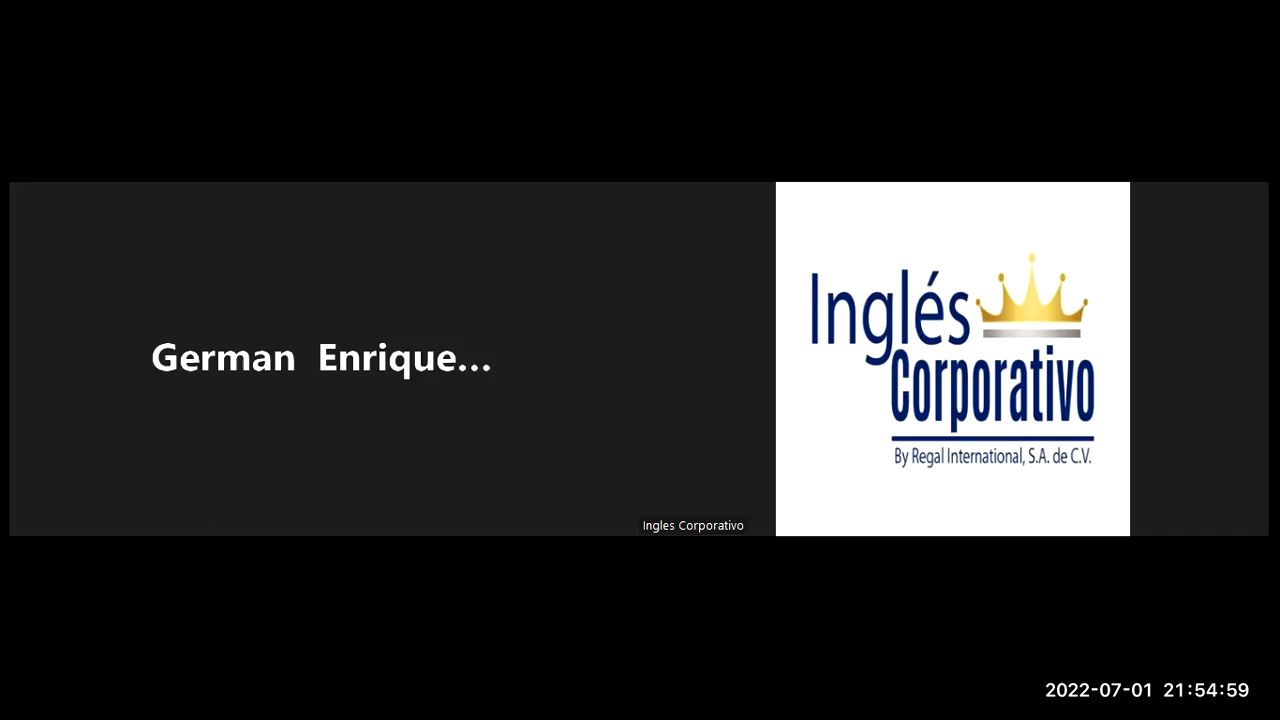 German Enrique...
Inglés
Corporativo
By Regal International, S.A. de C.V.
Ingles Corporativo
2022-07-01 21:54:59